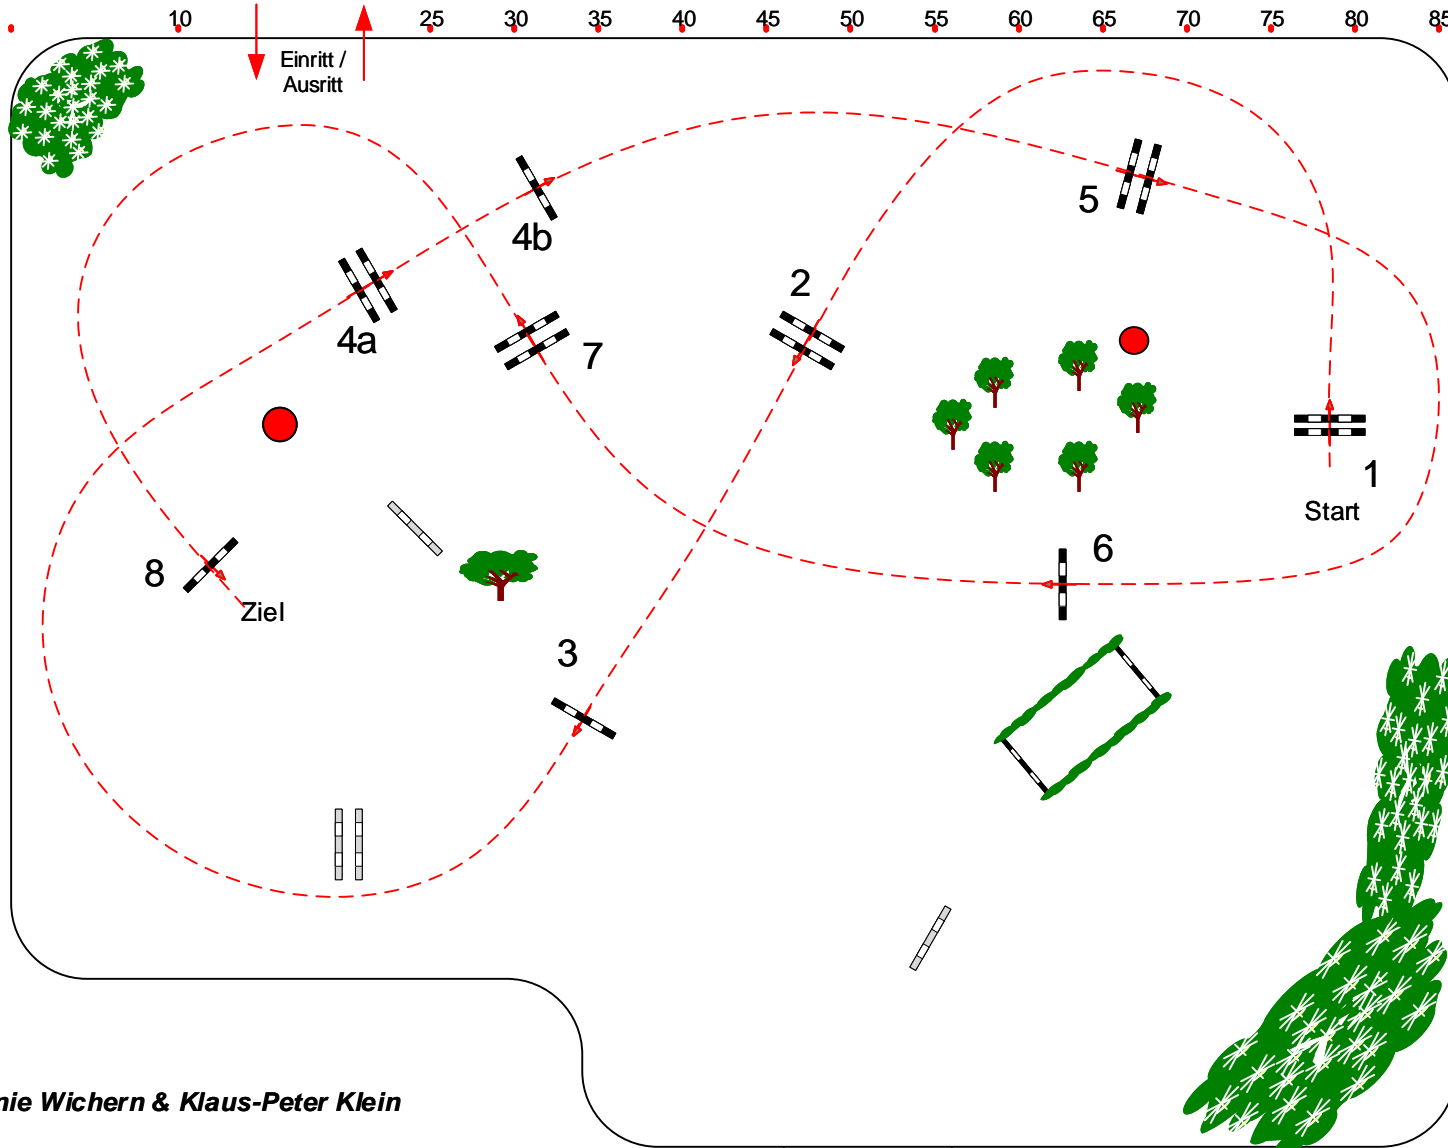 10 25 30 35 40 45 50 55 60 65 70 75 80 85
Einritt /
Ausritt
5
4b
2
4a
7
1
Start
6
8
Ziel
3
nie Wichern & Klaus-Peter Klein